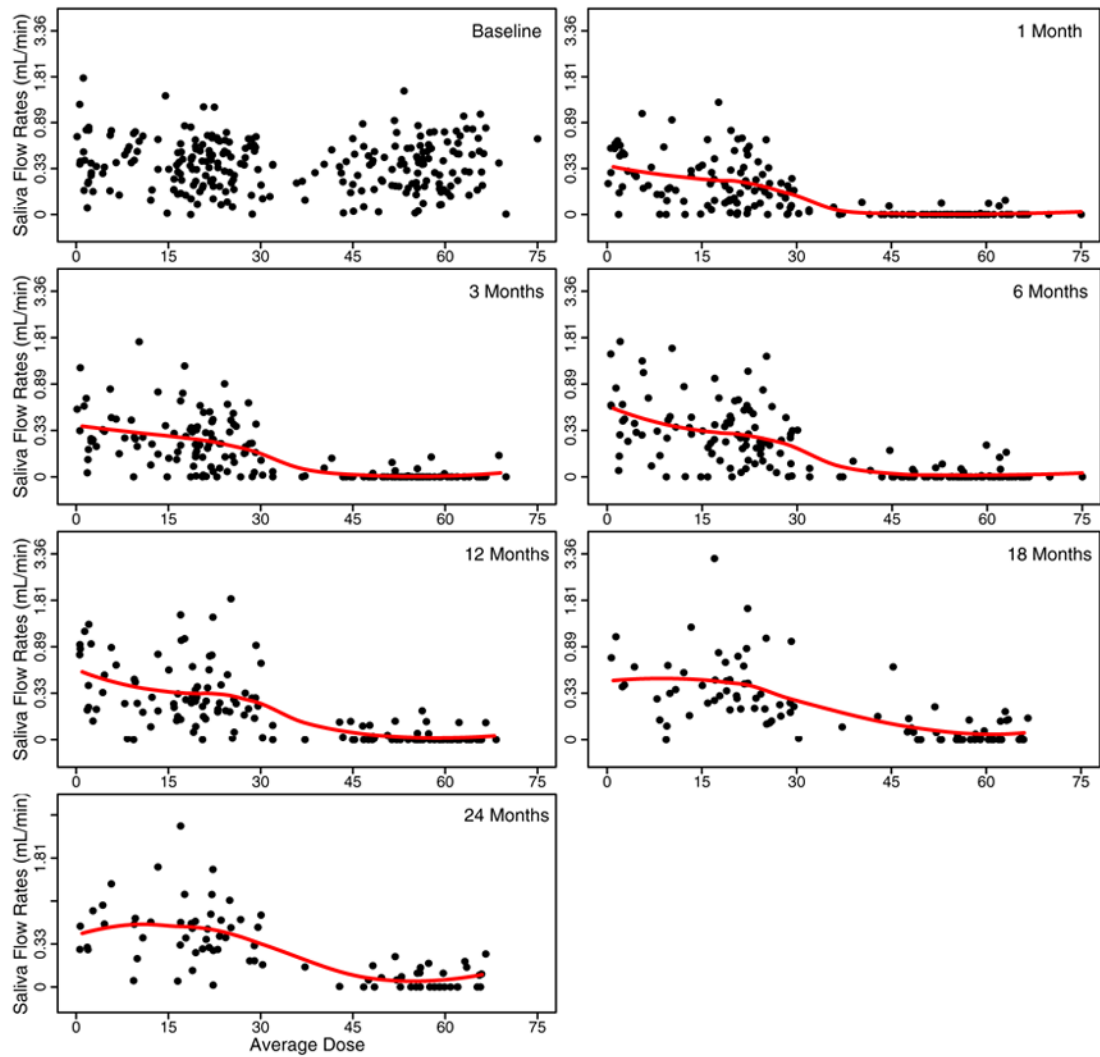 Baseline
Saliva Flow Rates (mL/min)
3.36
1.81
0.89
0.33
0
0 15 30 45 60 75
1 Month
3.36
1.81
0.89
0.33
0
0 15 30 45 60 75
3 Months
Saliva Flow Rates (mL/min)
3.36
1.81
0.89
0.33
0
0 15 30 45 60 75
6 Months
3.36
1.81
0.89
0.33
0
0 15 30 45 60 75
12 Months
Saliva Flow Rates (mL/min)
3.36
1.81
0.89
0.33
0
0 15 30 45 60 75
18 Months
3.36
1.81
0.89
0.33
0
0 15 30 45 60 75
24 Months
Saliva Flow Rates (mL/min)
1.81
0.33
0
0 15 30 45 60 75
Average Dose